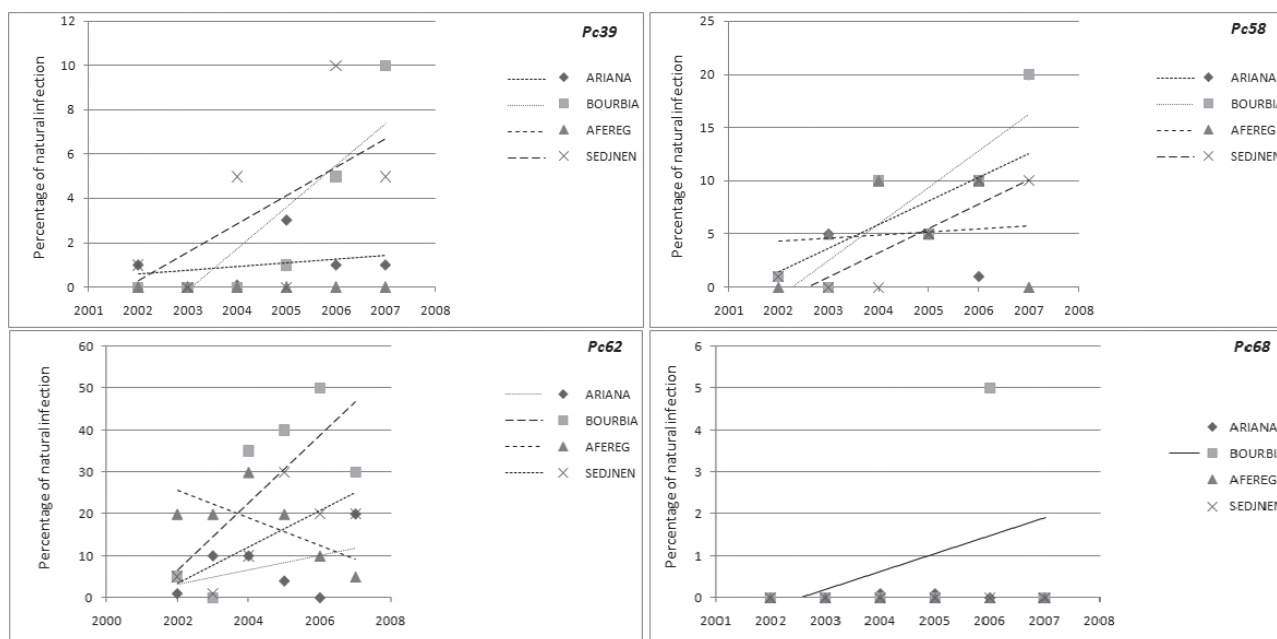 Pc39
Percentage of natural infection
12
10
8
6
4
2
0
2001 2002 2003 2004 2005 2006 2007 2008
ARIANA
BOURBIA
AFEREG
SEDJNEN
Pc58
Percentage of natural infection
25
20
15
10
5
0
2001 2002 2003 2004 2005 2006 2007 2008
ARIANA
BOURBIA
AFEREG
SEDJNEN
Pc62
Percentage of natural infection
60
50
40
30
20
10
0
2000 2002 2004 2006 2008
ARIANA
BOURBIA
AFEREG
SEDJNEN
Pc68
Percentage of natural infection
6
5
4
3
2
1
0
2001 2002 2003 2004 2005 2006 2007 2008
ARIANA
BOURBIA
AFEREG
SEDJNEN